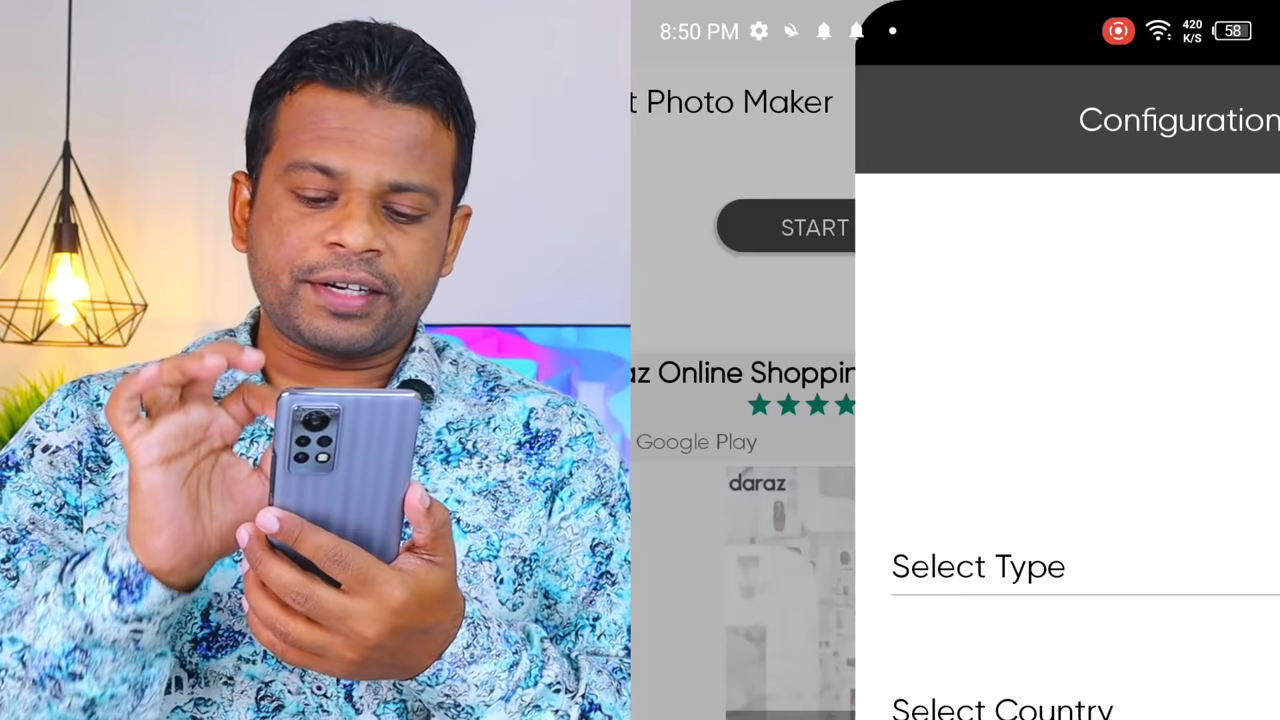 8:50 PM
420
K/S
58
t Photo Maker
Configuration
START
az Online Shoppin
Google Play
daraz
Select Type
Select Country